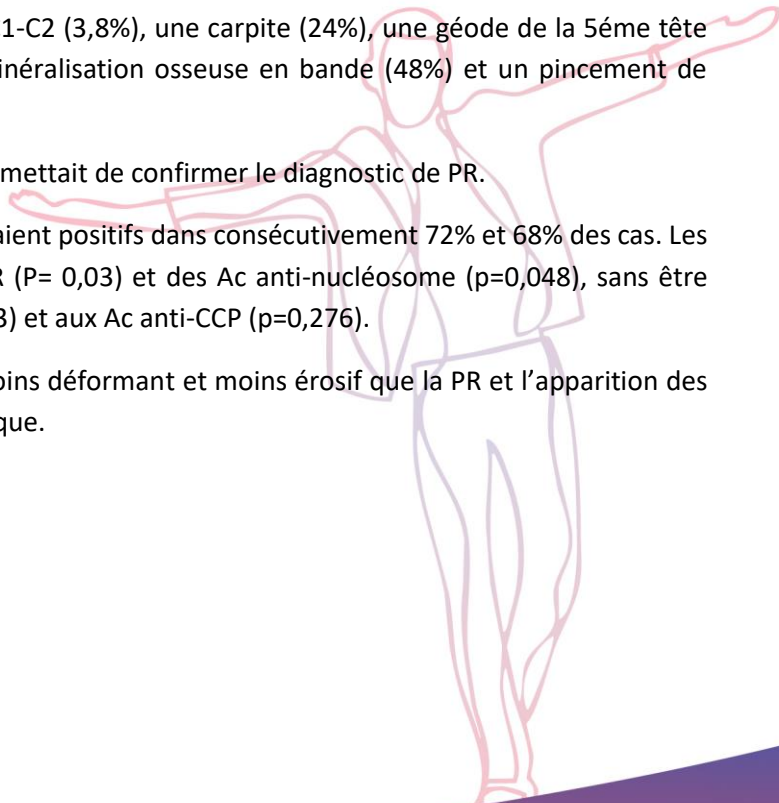 1-C2 (3,8%), une carpite (24%), une géode de la 5éme tête
inéralisation osseuse en bande (48%) et un pincement de
mettait de confirmer le diagnostic de PR.
aient positifs dans consécutivement 72% et 68% des cas. Les
R (P= 0,03) et des Ac anti-nucléosome (p=0,048), sans être
3) et aux Ac anti-CCP (p=0,276).
oins déformant et moins érosif que la PR et l’apparition des
que.